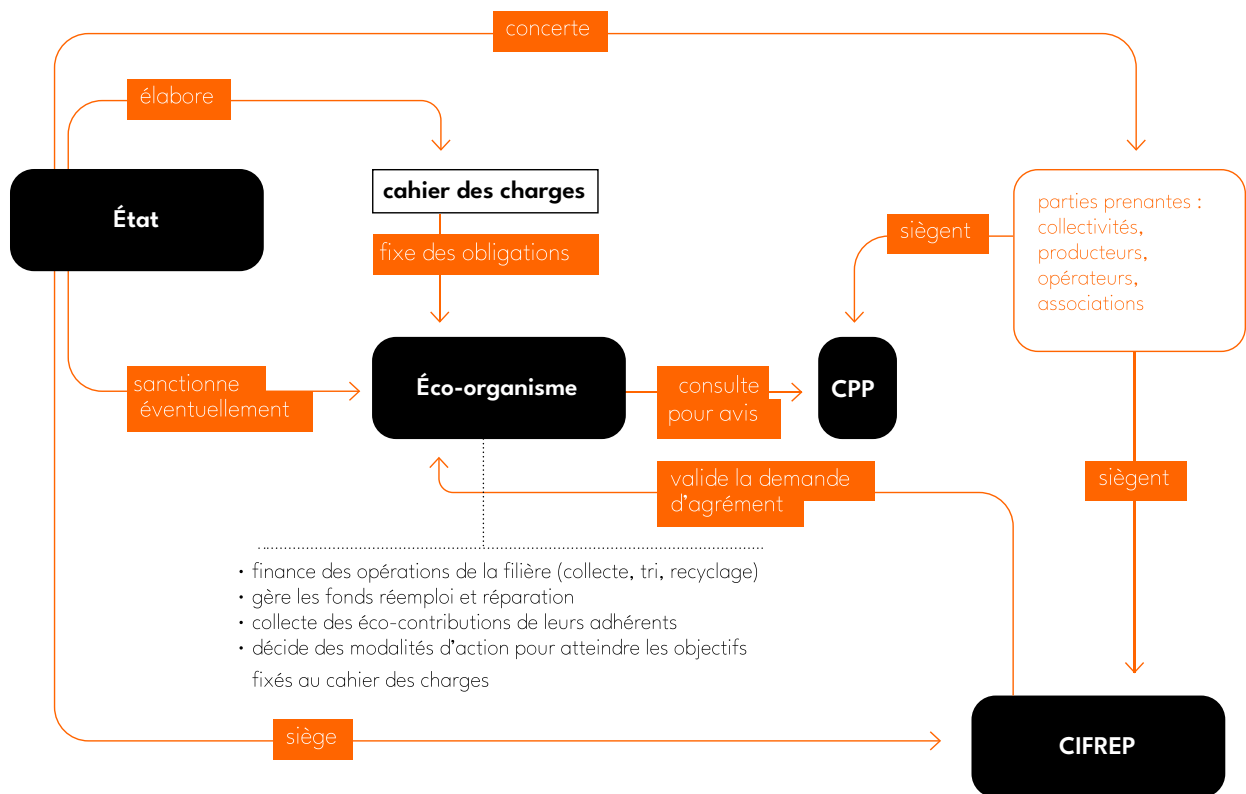 concerte
élabore
État
cahier des charges
fixe des obligations
siègent
parties prenantes :
collectivités,
producteurs,
opérateurs,
associations
sanctionne
éventuellement
Éco-organisme
consulte
pour avis
CPP
valide la demande
d’agrément
siègent
• finance des opérations de la filière (collecte, tri, recyclage)
• gère les fonds réemploi et réparation
• collecte des éco-contributions de leurs adhérents
• décide des modalités d’action pour atteindre les objectifs
fixés au cahier des charges
siège
CIFREP